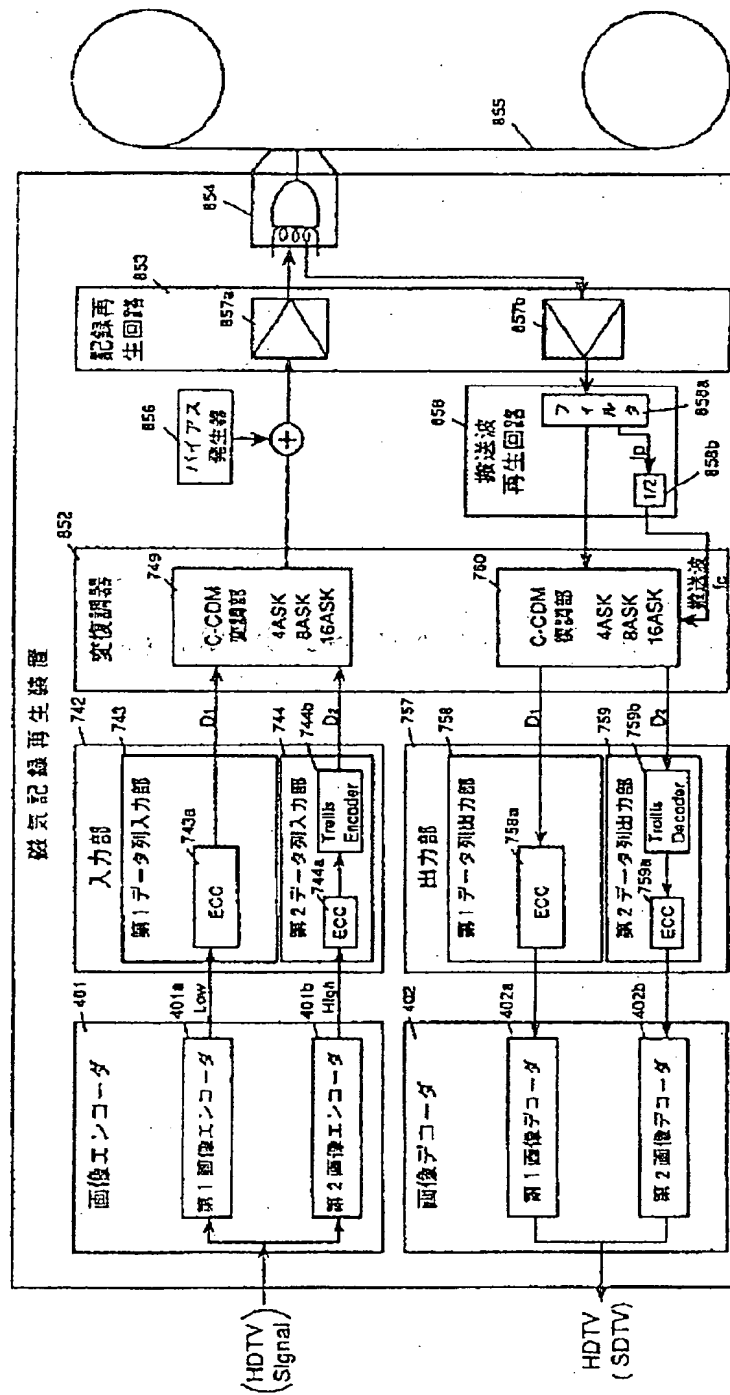 磁気記録再生装置
(HDTV Signal)
401
画像エンコーダ
401a
第1画像エンコーダ
Low
401b
第2画像エンコーダ
High
742
入力部
743
第1データ列入力部
743a
ECC
D1
744
第2データ列入力部
744a
ECC
744b
Trellis
Encoder
D2
852
変復調器
749
C-CDM
変調部
4ASK
8ASK
16ASK
856
バイアス
発生器
+
853
記録再
生回路
857a
854
855
857b
858
搬送波
再生回路
フィルタ
858a
fp
1/2
858b
搬送波
fc
760
C-CDM
復調部
4ASK
8ASK
16ASK
757
出力部
758
第1データ列出力部
758a
ECC
D1
759
第2データ列出力部
759a
ECC
759b
Trellis
Decoder
D2
402
画像デコーダ
402a
第1画像デコーダ
402b
第2画像デコーダ
HDTV
(SDTV)